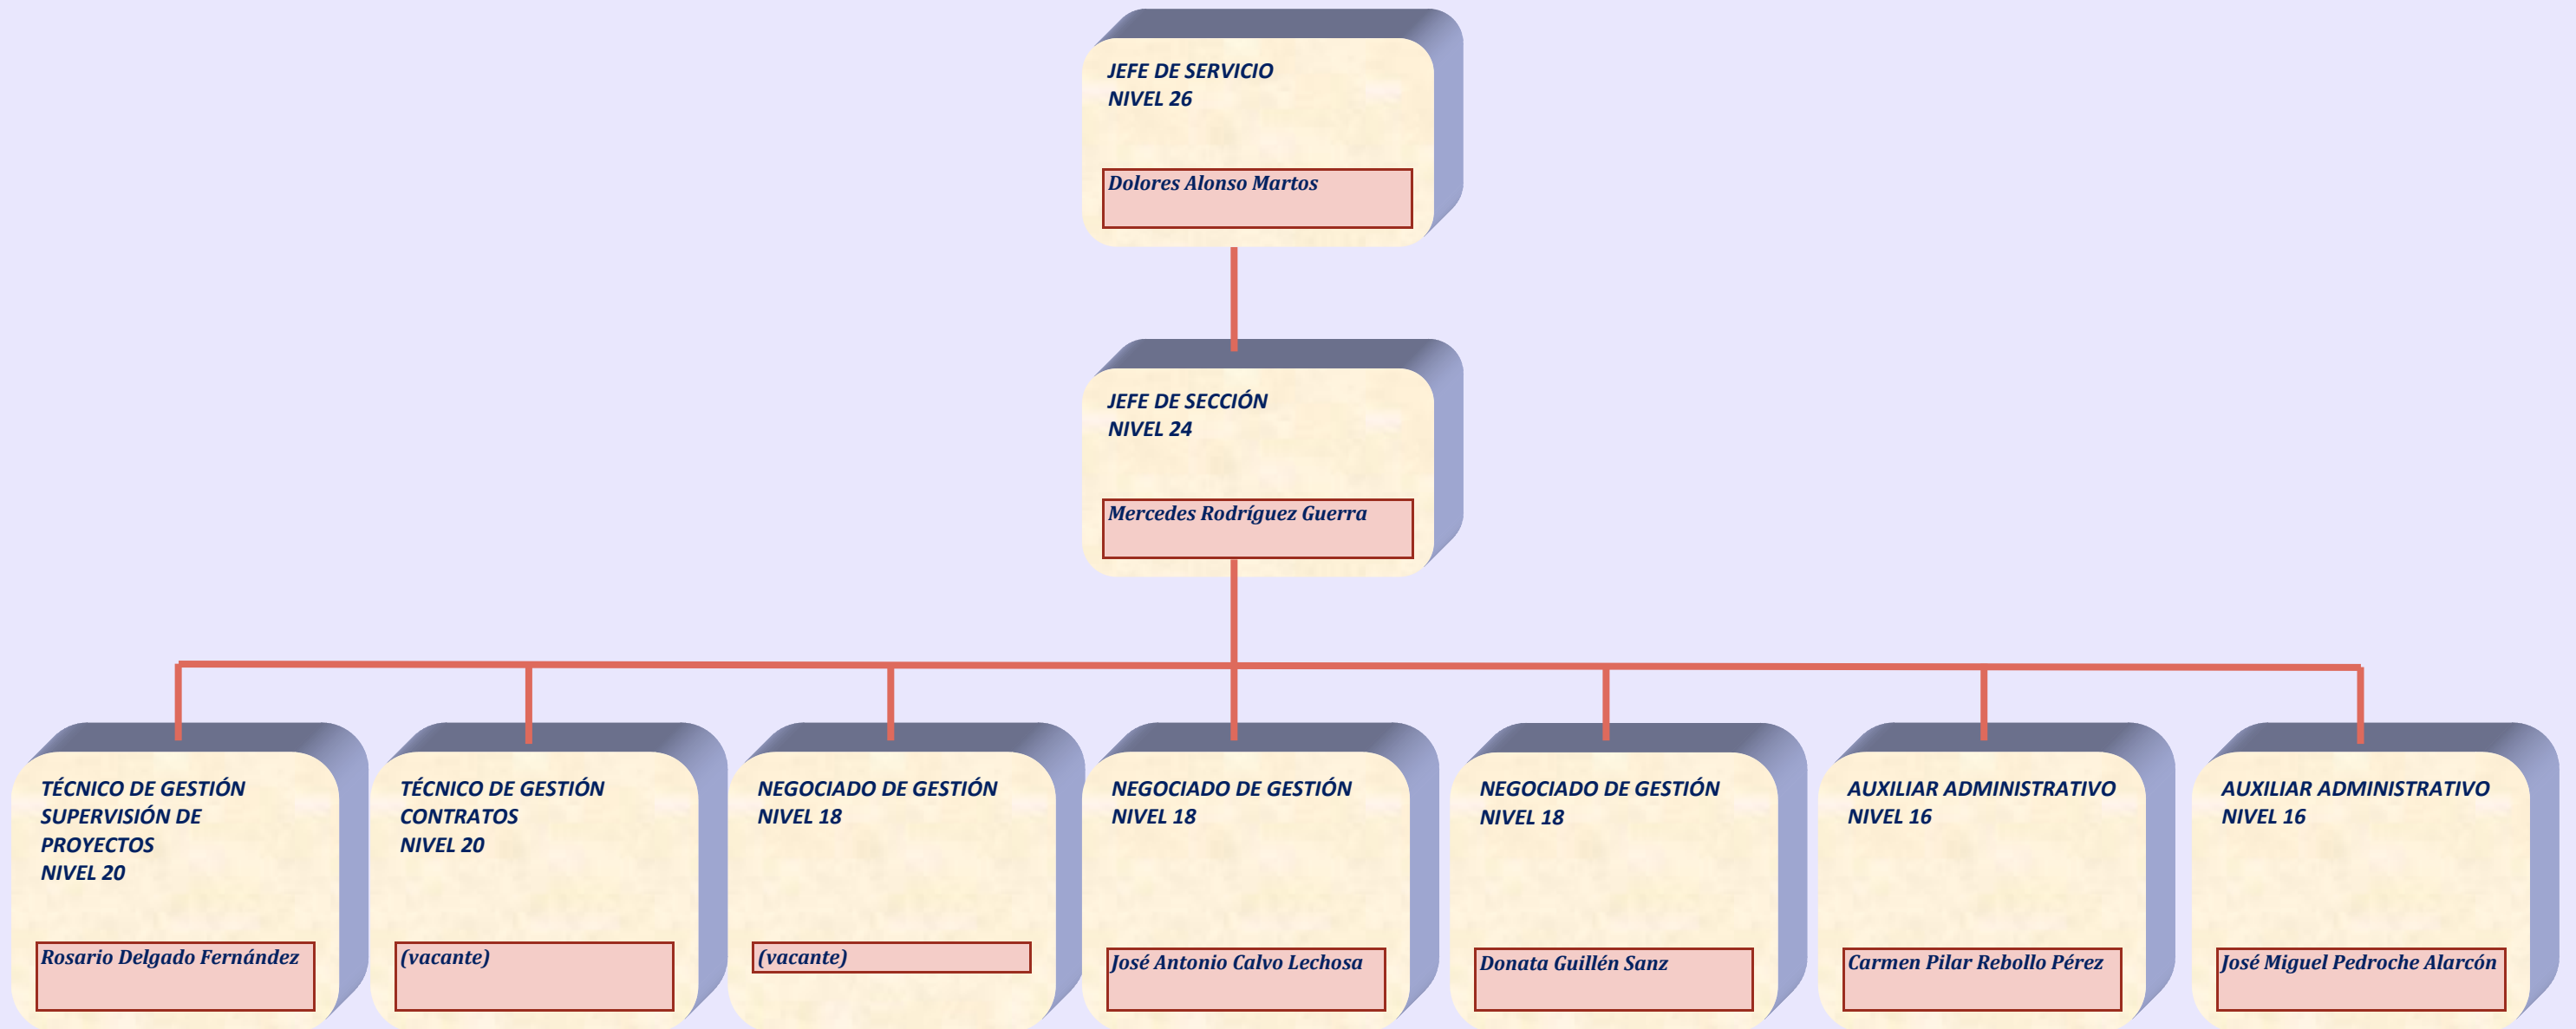 JEFE DE SERVICIO
NIVEL 26
Dolores Alonso Martos
JEFE DE SECCIÓN
NIVEL 24
Mercedes Rodríguez Guerra
TÉCNICO DE GESTIÓN
SUPERVISIÓN DE
PROYECTOS
NIVEL 20
Rosario Delgado Fernández
TÉCNICO DE GESTIÓN
CONTRATOS
NIVEL 20
(vacante)
NEGOCIADO DE GESTIÓN
NIVEL 18
(vacante)
NEGOCIADO DE GESTIÓN
NIVEL 18
José Antonio Calvo Lechosa
NEGOCIADO DE GESTIÓN
NIVEL 18
Donata Guillén Sanz
AUXILIAR ADMINISTRATIVO
NIVEL 16
Carmen Pilar Rebollo Pérez
AUXILIAR ADMINISTRATIVO
NIVEL 16
José Miguel Pedroche Alarcón